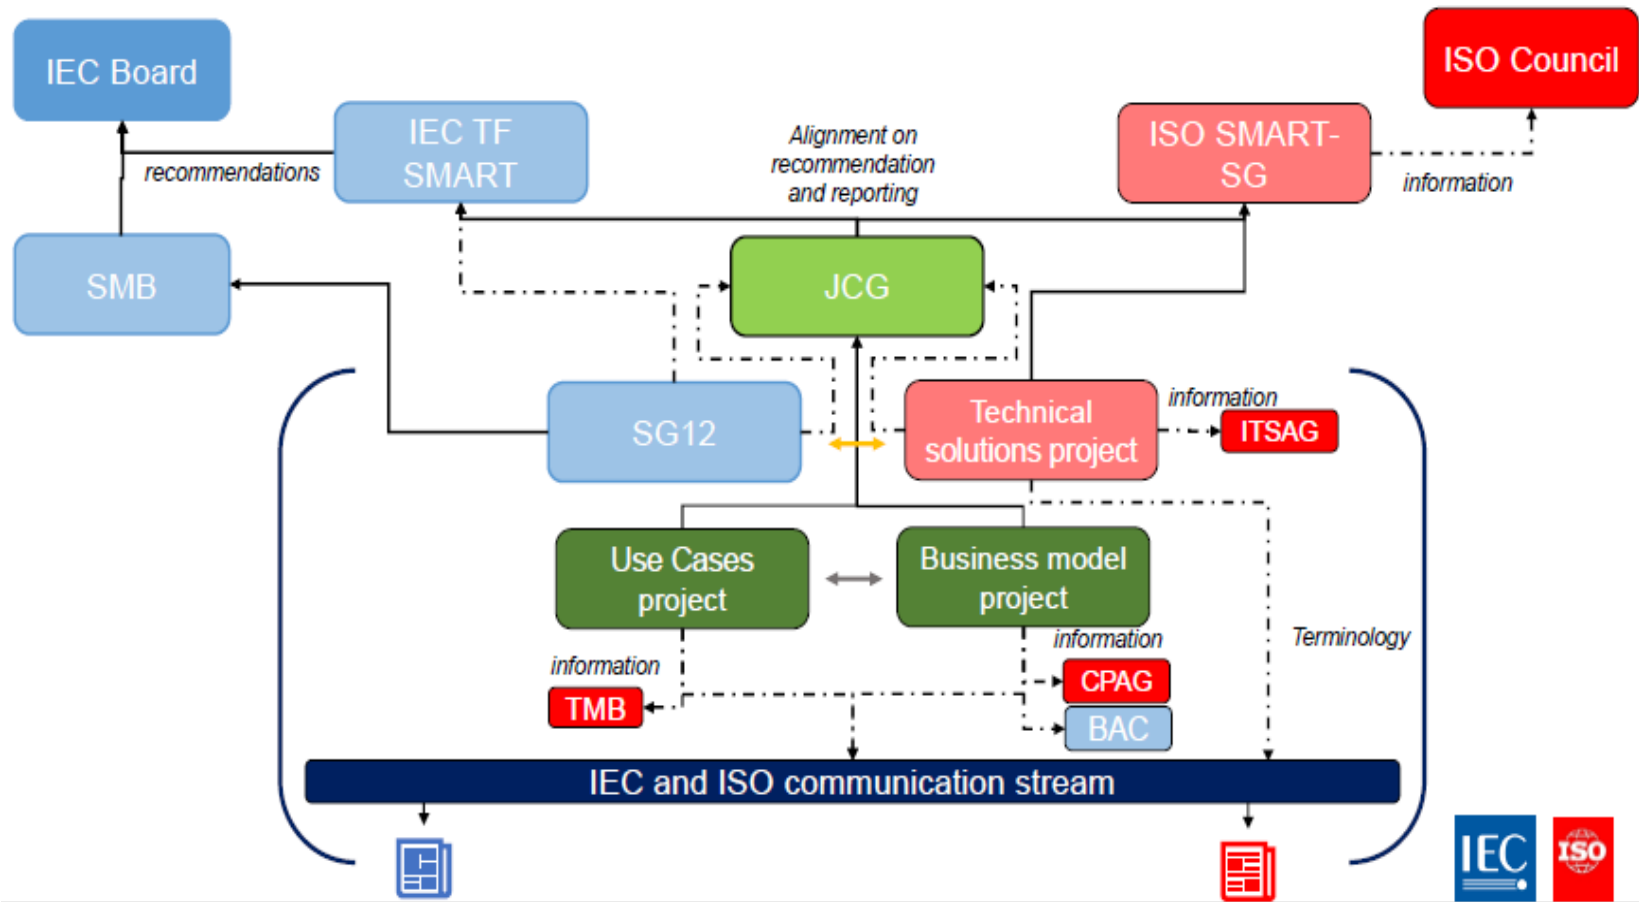 IEC Board
ISO Council
IEC TF
SMART
Alignment on
recommendation
and reporting
ISO SMART-
SG
recommendations
information
SMB
JCG
SG12
Technical
solutions project
information
ITSAG
Use Cases
project
Business model
project
information
Terminology
information
CPAG
TMB
BAC
IEC and ISO communication stream
IEC
ISO